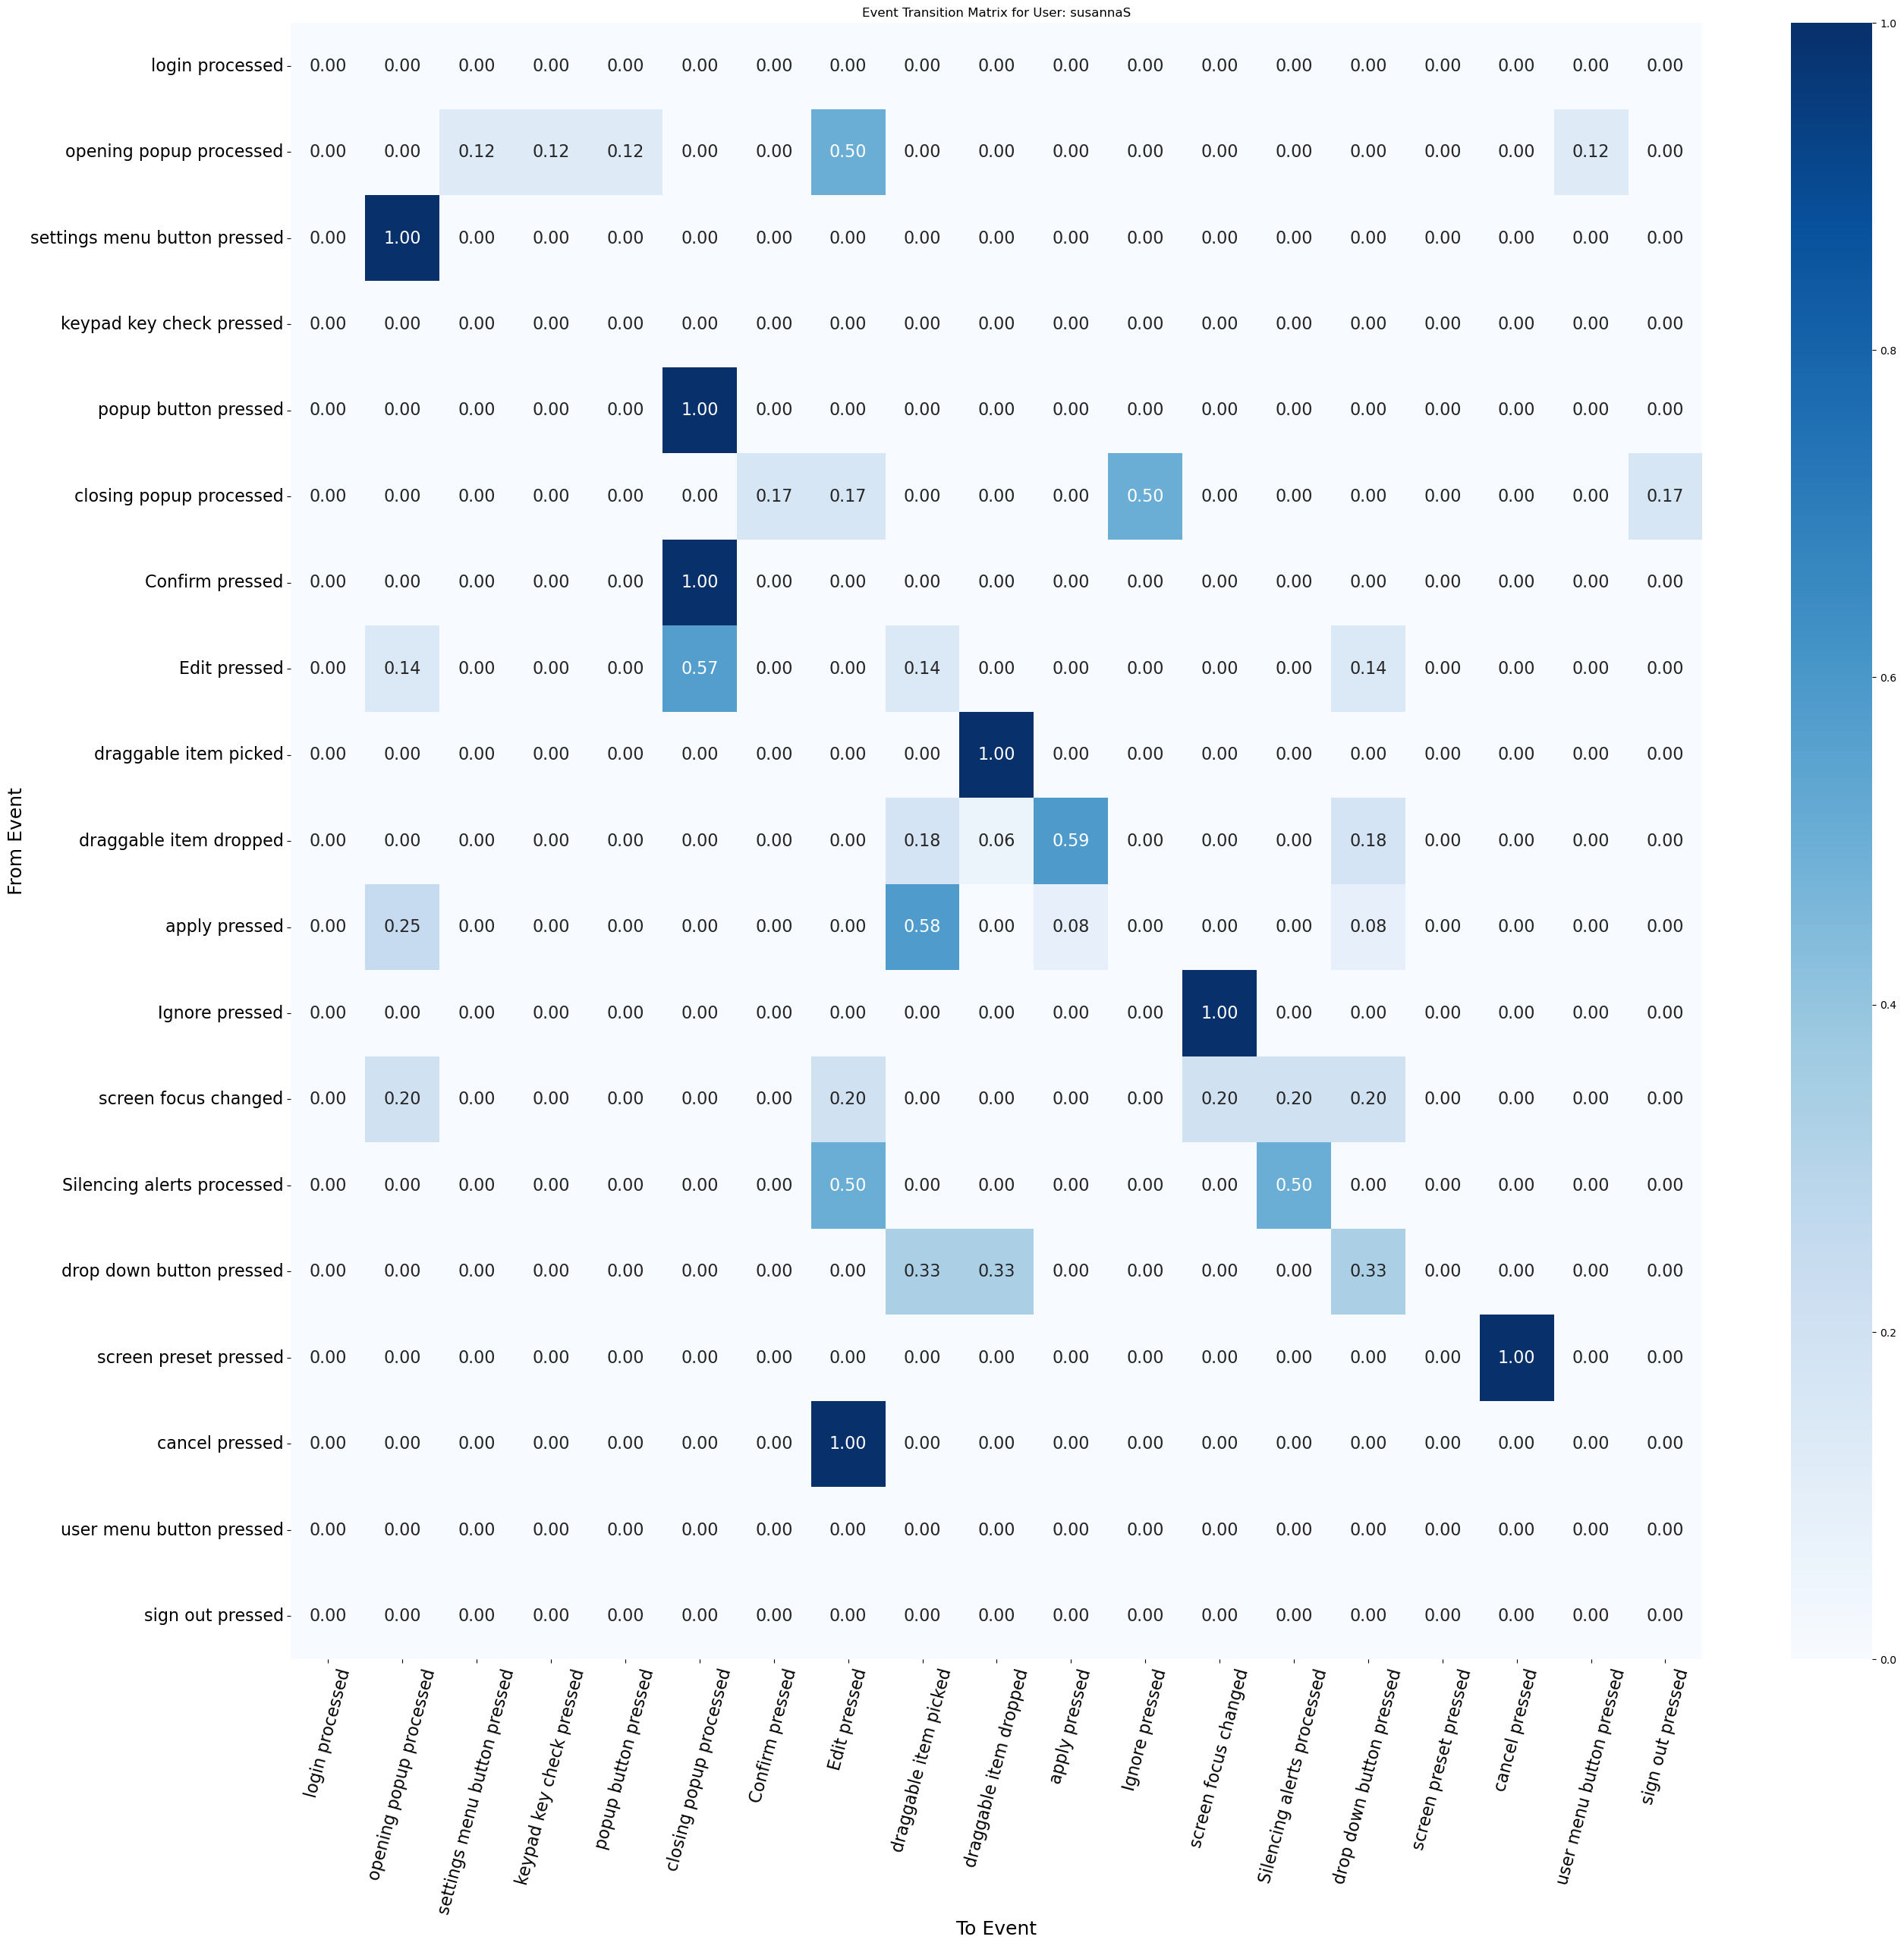 Event Transition Matrix for User: susannaS
login processed 0.00 0.00 0.00 0.00 0.00 0.00 0.00 0.00 0.00 0.00 0.00 0.00 0.00 0.00 0.00 0.00 0.00 0.00 0.00
opening popup processed 0.00 0.00 0.12 0.12 0.12 0.00 0.00 0.50 0.00 0.00 0.00 0.00 0.00 0.00 0.00 0.00 0.00 0.12 0.00
settings menu button pressed 0.00 1.00 0.00 0.00 0.00 0.00 0.00 0.00 0.00 0.00 0.00 0.00 0.00 0.00 0.00 0.00 0.00 0.00 0.00
keypad key check pressed 0.00 0.00 0.00 0.00 0.00 0.00 0.00 0.00 0.00 0.00 0.00 0.00 0.00 0.00 0.00 0.00 0.00 0.00 0.00
popup button pressed 0.00 0.00 0.00 0.00 0.00 1.00 0.00 0.00 0.00 0.00 0.00 0.00 0.00 0.00 0.00 0.00 0.00 0.00 0.00
closing popup processed 0.00 0.00 0.00 0.00 0.00 0.00 0.17 0.17 0.00 0.00 0.00 0.50 0.00 0.00 0.00 0.00 0.00 0.00 0.17
Confirm pressed 0.00 0.00 0.00 0.00 0.00 1.00 0.00 0.00 0.00 0.00 0.00 0.00 0.00 0.00 0.00 0.00 0.00 0.00 0.00
Edit pressed 0.00 0.14 0.00 0.00 0.00 0.57 0.00 0.00 0.14 0.00 0.00 0.00 0.00 0.00 0.14 0.00 0.00 0.00 0.00
draggable item picked 0.00 0.00 0.00 0.00 0.00 0.00 0.00 0.00 0.00 1.00 0.00 0.00 0.00 0.00 0.00 0.00 0.00 0.00 0.00
draggable item dropped 0.00 0.00 0.00 0.00 0.00 0.00 0.00 0.00 0.18 0.06 0.59 0.00 0.00 0.00 0.18 0.00 0.00 0.00 0.00
apply pressed 0.00 0.25 0.00 0.00 0.00 0.00 0.00 0.00 0.58 0.00 0.08 0.00 0.00 0.00 0.08 0.00 0.00 0.00 0.00
Ignore pressed 0.00 0.00 0.00 0.00 0.00 0.00 0.00 0.00 0.00 0.00 0.00 0.00 1.00 0.00 0.00 0.00 0.00 0.00 0.00
screen focus changed 0.00 0.20 0.00 0.00 0.00 0.00 0.00 0.20 0.00 0.00 0.00 0.00 0.20 0.20 0.20 0.00 0.00 0.00 0.00
Silencing alerts processed 0.00 0.00 0.00 0.00 0.00 0.00 0.00 0.50 0.00 0.00 0.00 0.00 0.00 0.50 0.00 0.00 0.00 0.00 0.00
drop down button pressed 0.00 0.00 0.00 0.00 0.00 0.00 0.00 0.00 0.33 0.33 0.00 0.00 0.00 0.00 0.33 0.00 0.00 0.00 0.00
screen preset pressed 0.00 0.00 0.00 0.00 0.00 0.00 0.00 0.00 0.00 0.00 0.00 0.00 0.00 0.00 0.00 0.00 1.00 0.00 0.00
cancel pressed 0.00 0.00 0.00 0.00 0.00 0.00 0.00 1.00 0.00 0.00 0.00 0.00 0.00 0.00 0.00 0.00 0.00 0.00 0.00
user menu button pressed 0.00 0.00 0.00 0.00 0.00 0.00 0.00 0.00 0.00 0.00 0.00 0.00 0.00 0.00 0.00 0.00 0.00 0.00 0.00
sign out pressed 0.00 0.00 0.00 0.00 0.00 0.00 0.00 0.00 0.00 0.00 0.00 0.00 0.00 0.00 0.00 0.00 0.00 0.00 0.00
From Event
login processed
opening popup processed
settings menu button pressed
keypad key check pressed
popup button pressed
closing popup processed
Confirm pressed
Edit pressed
draggable item picked
draggable item dropped
apply pressed
Ignore pressed
screen focus changed
Silencing alerts processed
drop down button pressed
screen preset pressed
cancel pressed
user menu button pressed
sign out pressed
To Event
1.0
0.8
0.6
0.4
0.2
0.0